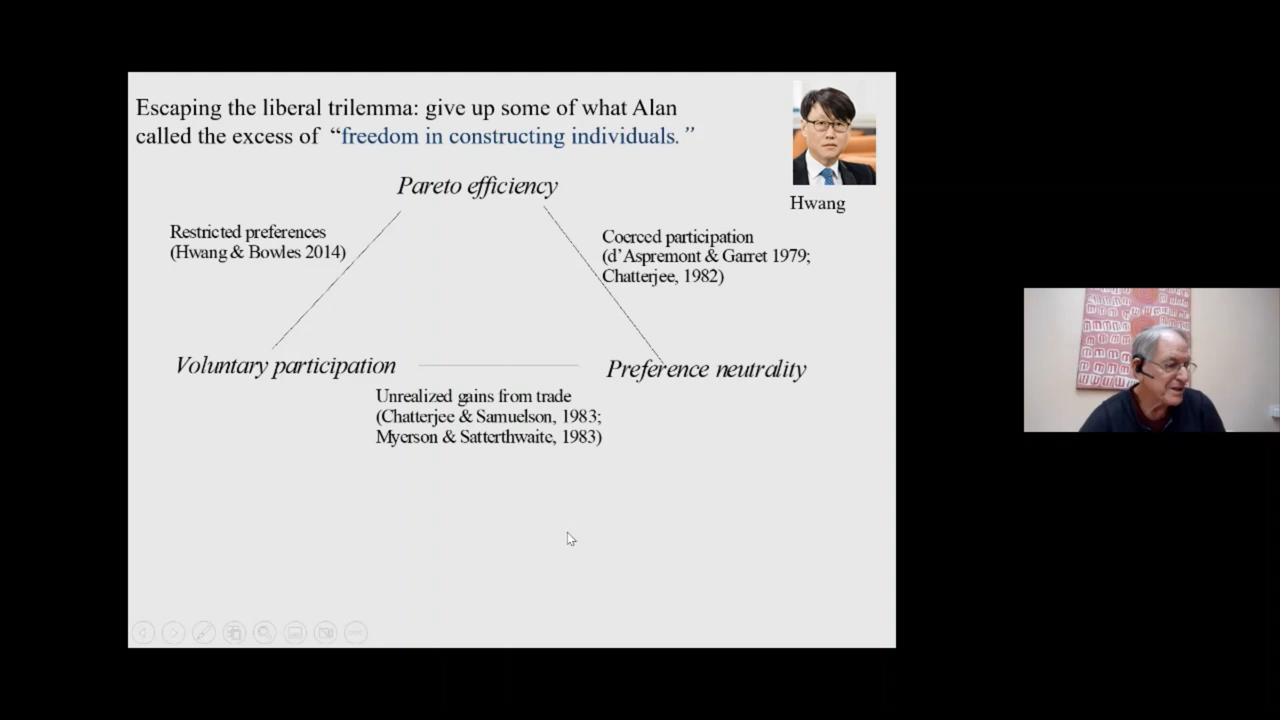 Escaping the liberal trilemma: give up some of what Alan
called the excess of “freedom in constructing individuals.”
Hwang
Pareto efficiency
Restricted preferences
(Hwang & Bowles 2014)
Coerced participation
(d’Aspremont & Garret 1979;
Chatterjee, 1982)
Voluntary participation
Preference neutrality
Unrealized gains from trade
(Chatterjee & Samuelson, 1983;
Myerson & Satterthwaite, 1983)